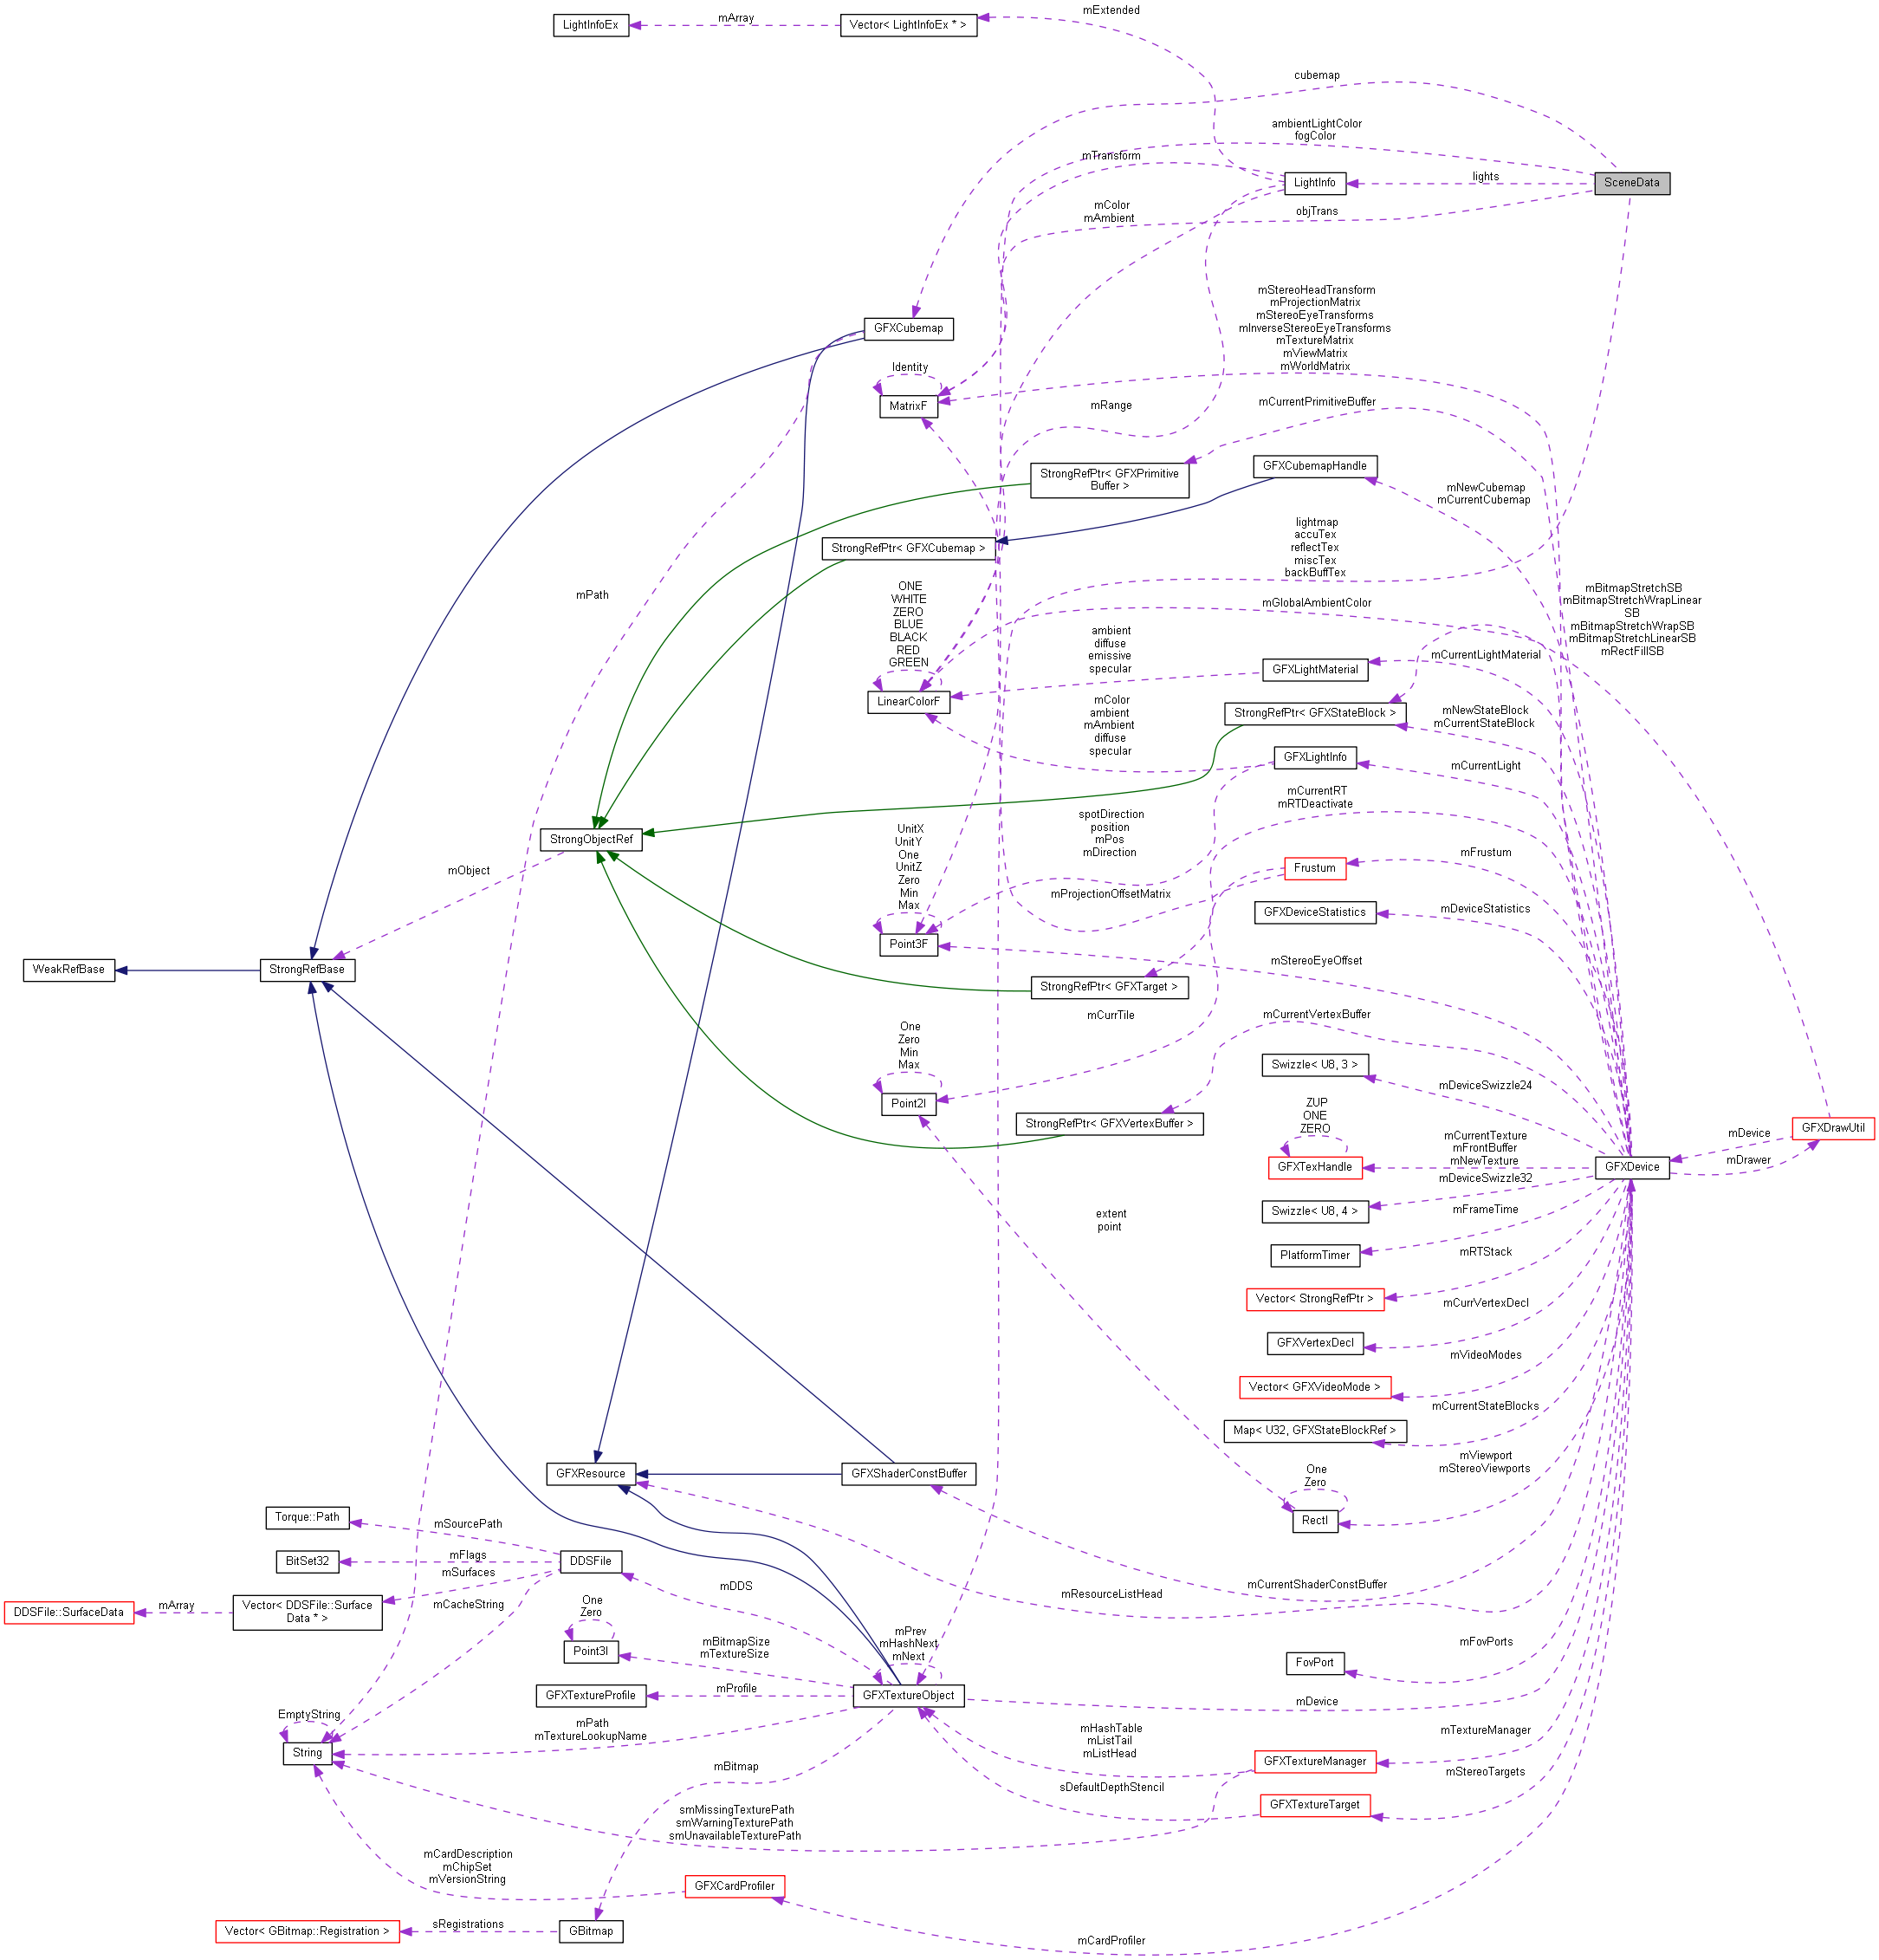 mExtended
LightInfoEx
mArray
Vector< LightInfoEx * >
cubemap
ambientLightColor
fogColor
mTransform
LightInfo
lights
SceneData
mColor
mAmbient
objTrans
mStereoHeadTransform
mProjectionMatrix
mStereoEyeTransforms
mInverseStereoEyeTransforms
mTextureMatrix
mViewMatrix
mWorldMatrix
GFXCubemap
Identity
MatrixF
mRange
mCurrentPrimitiveBuffer
StrongRefPtr< GFXPrimitive
Buffer >
GFXCubemapHandle
mNewCubemap
mCurrentCubemap
lightmap
accuTex
reflectTex
miscTex
backBuffTex
StrongRefPtr< GFXCubemap >
mPath
ONE
WHITE
ZERO
BLUE
BLACK
RED
GREEN
LinearColorF
mGlobalAmbientColor
mBitmapStretchSB
mBitmapStretchWrapLinear
SB
mBitmapStretchWrapSB
mBitmapStretchLinearSB
mRectFillSB
ambient
diffuse
emissive
specular
GFXLightMaterial
mCurrentLightMaterial
StrongRefPtr< GFXStateBlock >
mNewStateBlock
mCurrentStateBlock
mColor
ambient
mAmbient
diffuse
specular
GFXLightInfo
mCurrentLight
mCurrentRT
mRTDeactivate
StrongObjectRef
mObject
UnitX
UnitY
One
UnitZ
Zero
Min
Max
Point3F
spotDirection
position
mPos
mDirection
Frustum
mFrustum
mProjectionOffsetMatrix
GFXDeviceStatistics
mDeviceStatistics
WeakRefBase
StrongRefBase
mStereoEyeOffset
StrongRefPtr< GFXTarget >
mCurrTile
mCurrentVertexBuffer
One
Zero
Min
Max
Point2I
Swizzle< U8, 3 >
mDeviceSwizzle24
StrongRefPtr< GFXVertexBuffer >
ZUP
ONE
ZERO
GFXTexHandle
mCurrentTexture
mFrontBuffer
mNewTexture
mDeviceSwizzle32
GFXDevice
mDevice
mDrawer
GFXDrawUtil
extent
point
Swizzle< U8, 4 >
mFrameTime
PlatformTimer
mRTStack
Vector< StrongRefPtr >
mCurrVertexDecl
GFXVertexDecl
mVideoModes
Vector< GFXVideoMode >
mCurrentStateBlocks
Map< U32, GFXStateBlockRef >
mViewport
mStereoViewports
One
Zero
RectI
GFXResource
GFXShaderConstBuffer
Torque::Path
mSourcePath
BitSet32
mFlags
DDSFile
mSurfaces
mDDS
mResourceListHead
mCurrentShaderConstBuffer
DDSFile::SurfaceData
mArray
Vector< DDSFile::Surface
Data * >
mCacheString
One
Zero
Point3I
mBitmapSize
mTextureSize
mPrev
mHashNext
mNext
FovPort
mFovPorts
GFXTextureProfile
mProfile
GFXTextureObject
mDevice
EmptyString
String
mPath
mTextureLookupName
mHashTable
mListTail
mListHead
GFXTextureManager
mTextureManager
mBitmap
sDefaultDepthStencil
GFXTextureTarget
mStereoTargets
smMissingTexturePath
smWarningTexturePath
smUnavailableTexturePath
mCardDescription
mChipSet
mVersionString
GFXCardProfiler
Vector< GBitmap::Registration >
sRegistrations
GBitmap
mCardProfiler